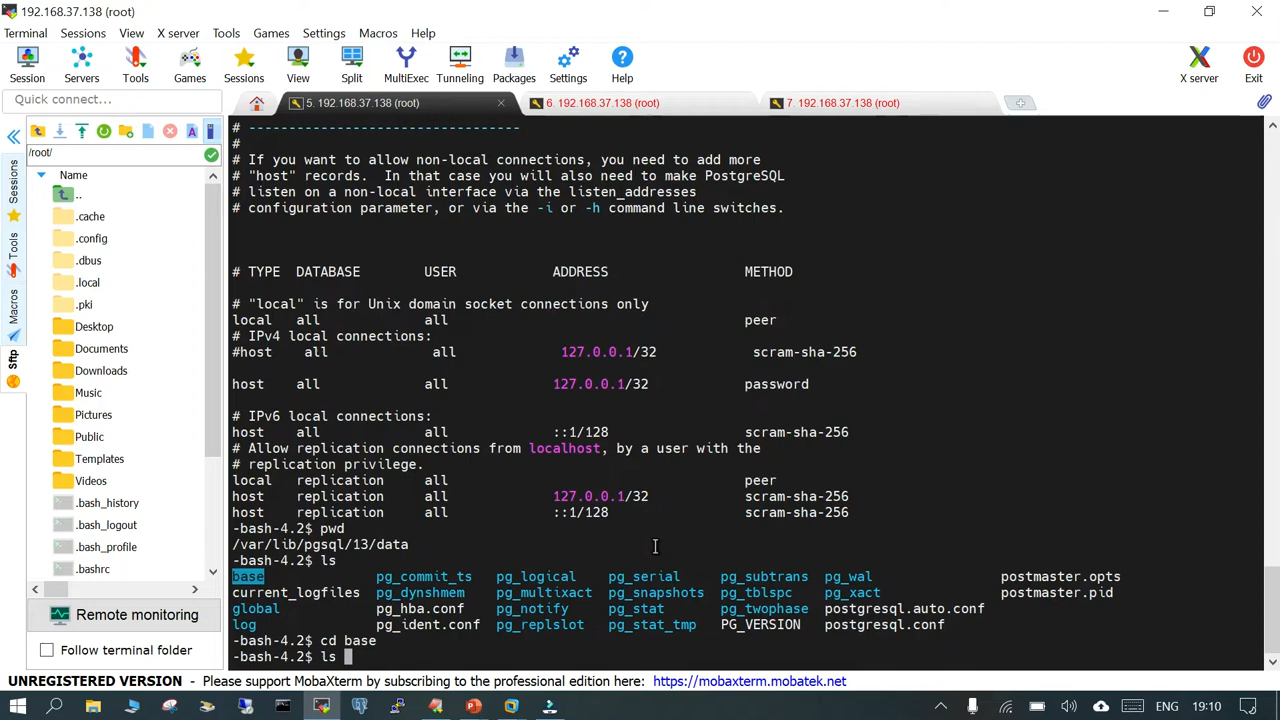 192.168.37.138 (root)
Terminal Sessions View X server Tools Games Settings Macros Help
Session Servers Tools Games Sessions View Split MultiExec Tunneling Packages Settings Help X server Exit
Quick connect...
5. 192.168.37.138 (root) 6. 192.168.37.138 (root) 7. 192.168.37.138 (root)
Sessions
Tools
Macros
Sftp
/root/
Name
..
.cache
.config
.dbus
.local
.pki
Desktop
Documents
Downloads
Music
Pictures
Public
Templates
Videos
.bash_history
.bash_logout
.bash_profile
.bashrc
Remote monitoring
Follow terminal folder
# ----------------------------------
#
# If you want to allow non-local connections, you need to add more
# "host" records.  In that case you will also need to make PostgreSQL
# listen on a non-local interface via the listen_addresses
# configuration parameter, or via the -i or -h command line switches.
# TYPE  DATABASE        USER            ADDRESS                 METHOD
# "local" is for Unix domain socket connections only
local   all             all                                     peer
# IPv4 local connections:
#host    all             all             127.0.0.1/32            scram-sha-256
host    all             all             127.0.0.1/32            password
# IPv6 local connections:
host    all             all             ::1/128                 scram-sha-256
# Allow replication connections from localhost, by a user with the
# replication privilege.
local   replication     all                                     peer
host    replication     all             127.0.0.1/32            scram-sha-256
host    replication     all             ::1/128                 scram-sha-256
-bash-4.2$ pwd
/var/lib/pgsql/13/data
-bash-4.2$ ls
base pg_commit_ts pg_logical pg_serial pg_subtrans pg_wal postmaster.opts
current_logfiles pg_dynshmem pg_multixact pg_snapshots pg_tblspc pg_xact postmaster.pid
global pg_hba.conf pg_notify pg_stat pg_twophase postgresql.auto.conf
log pg_ident.conf pg_replslot pg_stat_tmp PG_VERSION postgresql.conf
-bash-4.2$ cd base
-bash-4.2$ ls
UNREGISTERED VERSION - Please support MobaXterm by subscribing to the professional edition here: https://mobaxterm.mobatek.net
ENG 19:10